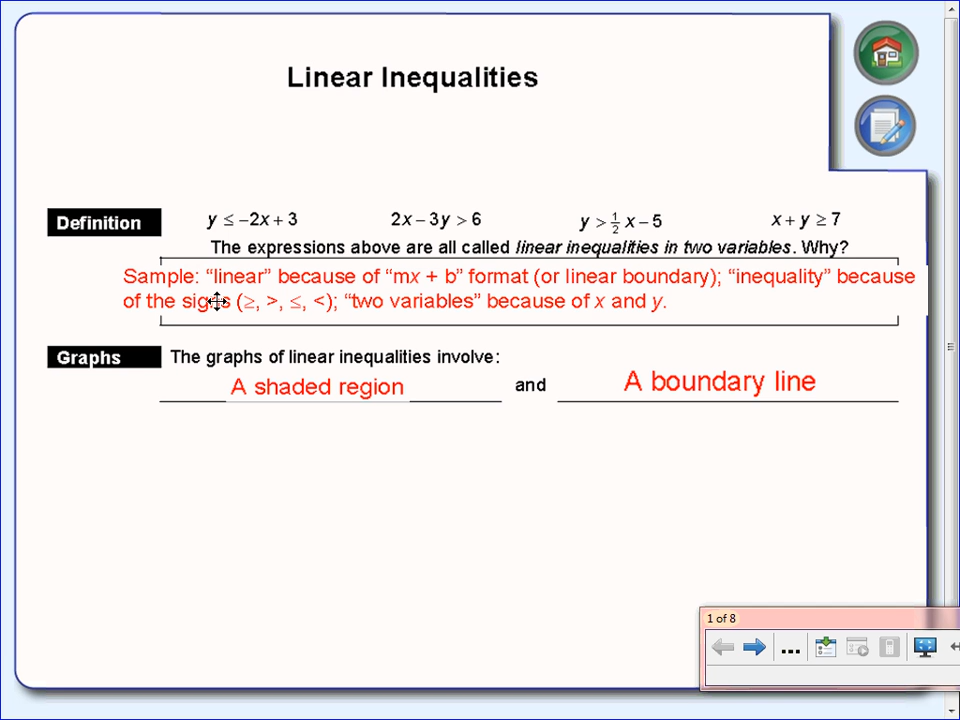 Linear Inequalities
Definition y ≤ −2x + 3 2x − 3y > 6 y > 1/2 x − 5 x + y ≥ 7
The expressions above are all called linear inequalities in two variables. Why?
Sample: “linear” because of “mx + b” format (or linear boundary); “inequality” because
of the signs (≥, >, ≤, <); “two variables” because of x and y.
Graphs The graphs of linear inequalities involve:
A shaded region and A boundary line
1 of 8